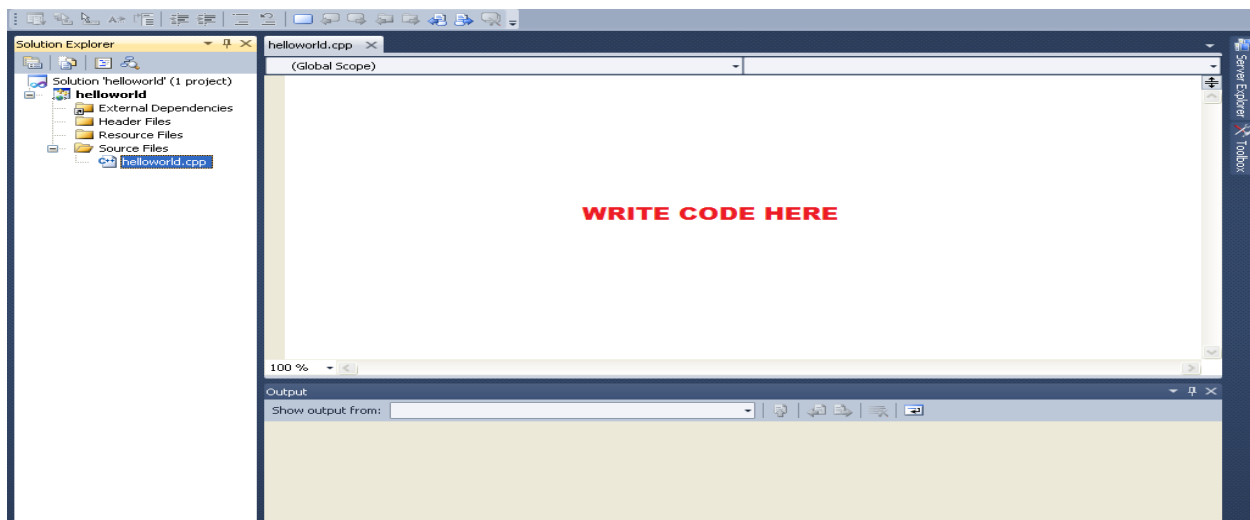 Solution Explorer
Solution 'helloworld' (1 project)
helloworld
External Dependencies
Header Files
Resource Files
Source Files
helloworld.cpp
helloworld.cpp
(Global Scope)
WRITE CODE HERE
100 %
Output
Show output from:
Server Explorer
Toolbox